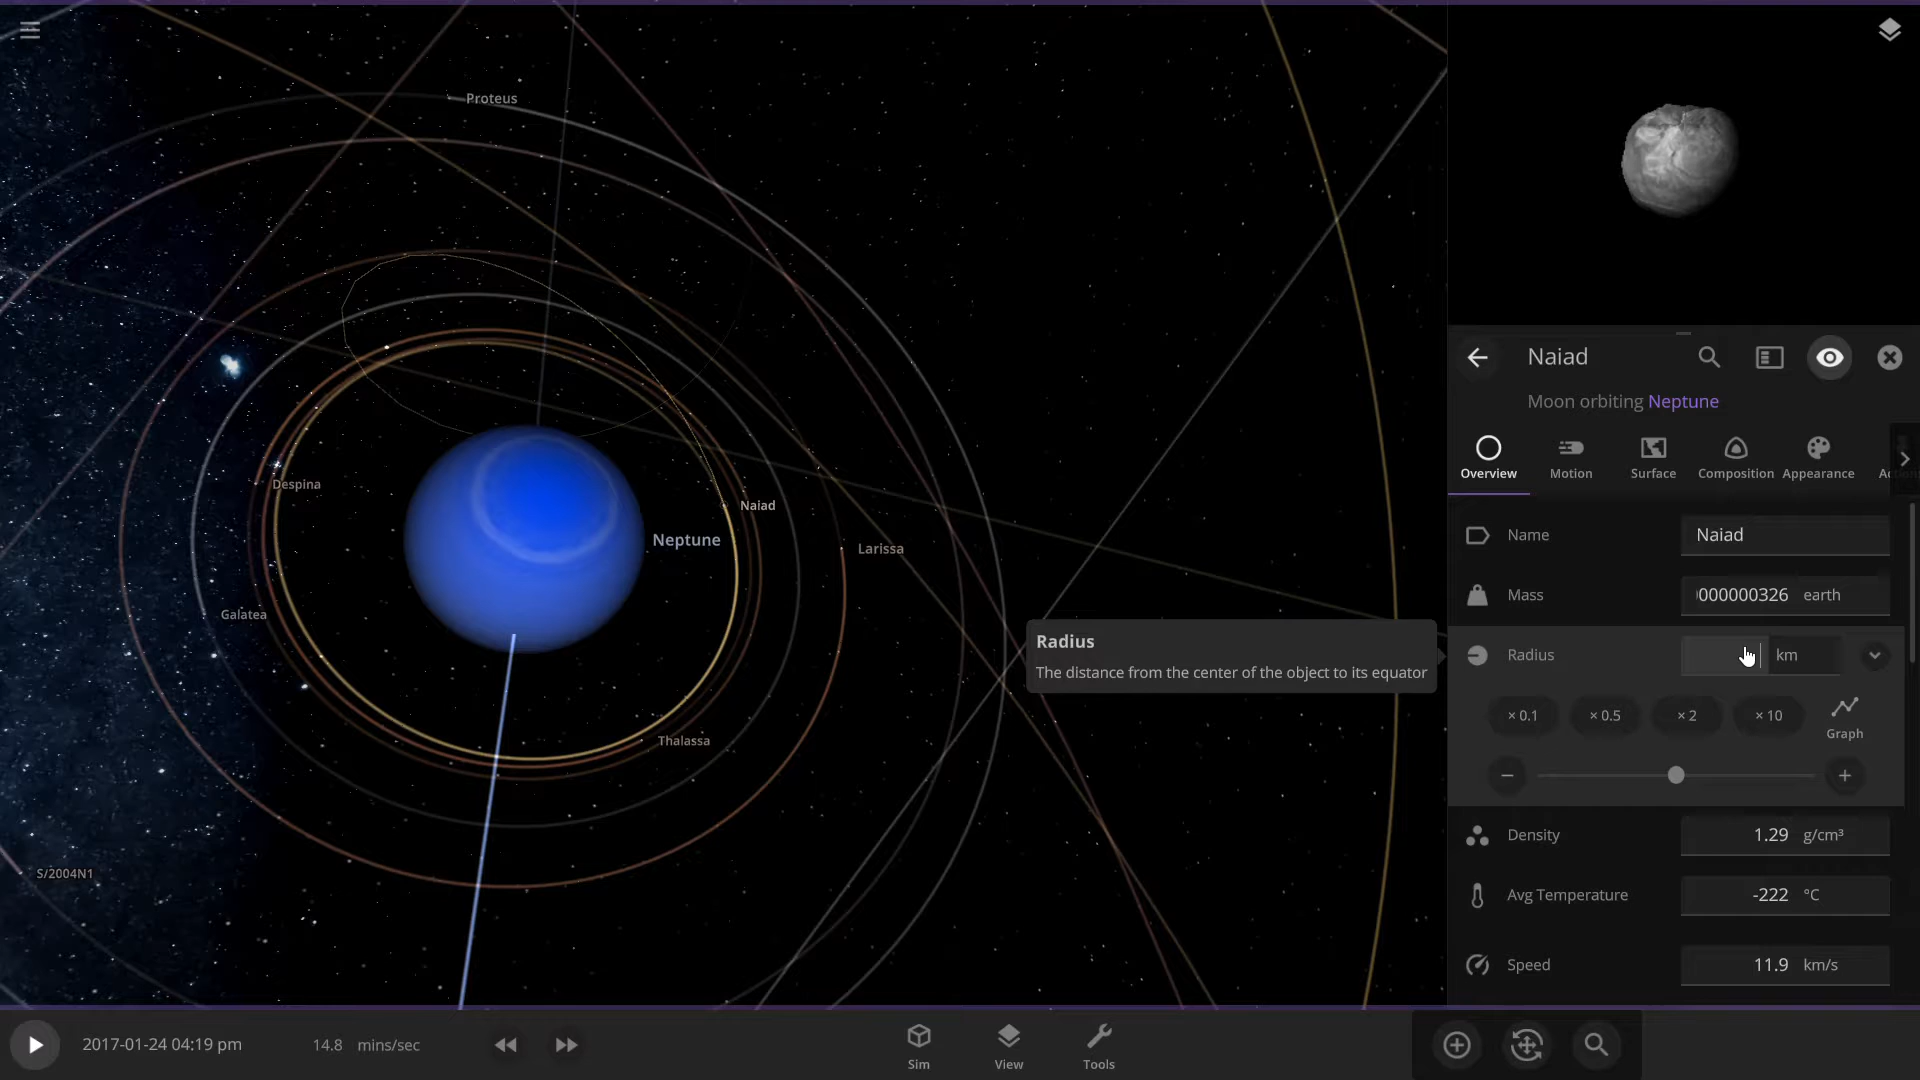 Proteus
Despina
Naiad
Neptune
Larissa
Galatea
Thalassa
S/2004N1
Radius
The distance from the center of the object to its equator
Naiad
Moon orbiting Neptune
Overview
Motion
Surface
Composition
Appearance
Name
Naiad
Mass
000000326 earth
Radius
km
× 0.1
× 0.5
× 2
× 10
Graph
Density
1.29 g/cm³
Avg Temperature
-222 °C
Speed
11.9 km/s
2017-01-24 04:19 pm
14.8 mins/sec
Sim
View
Tools